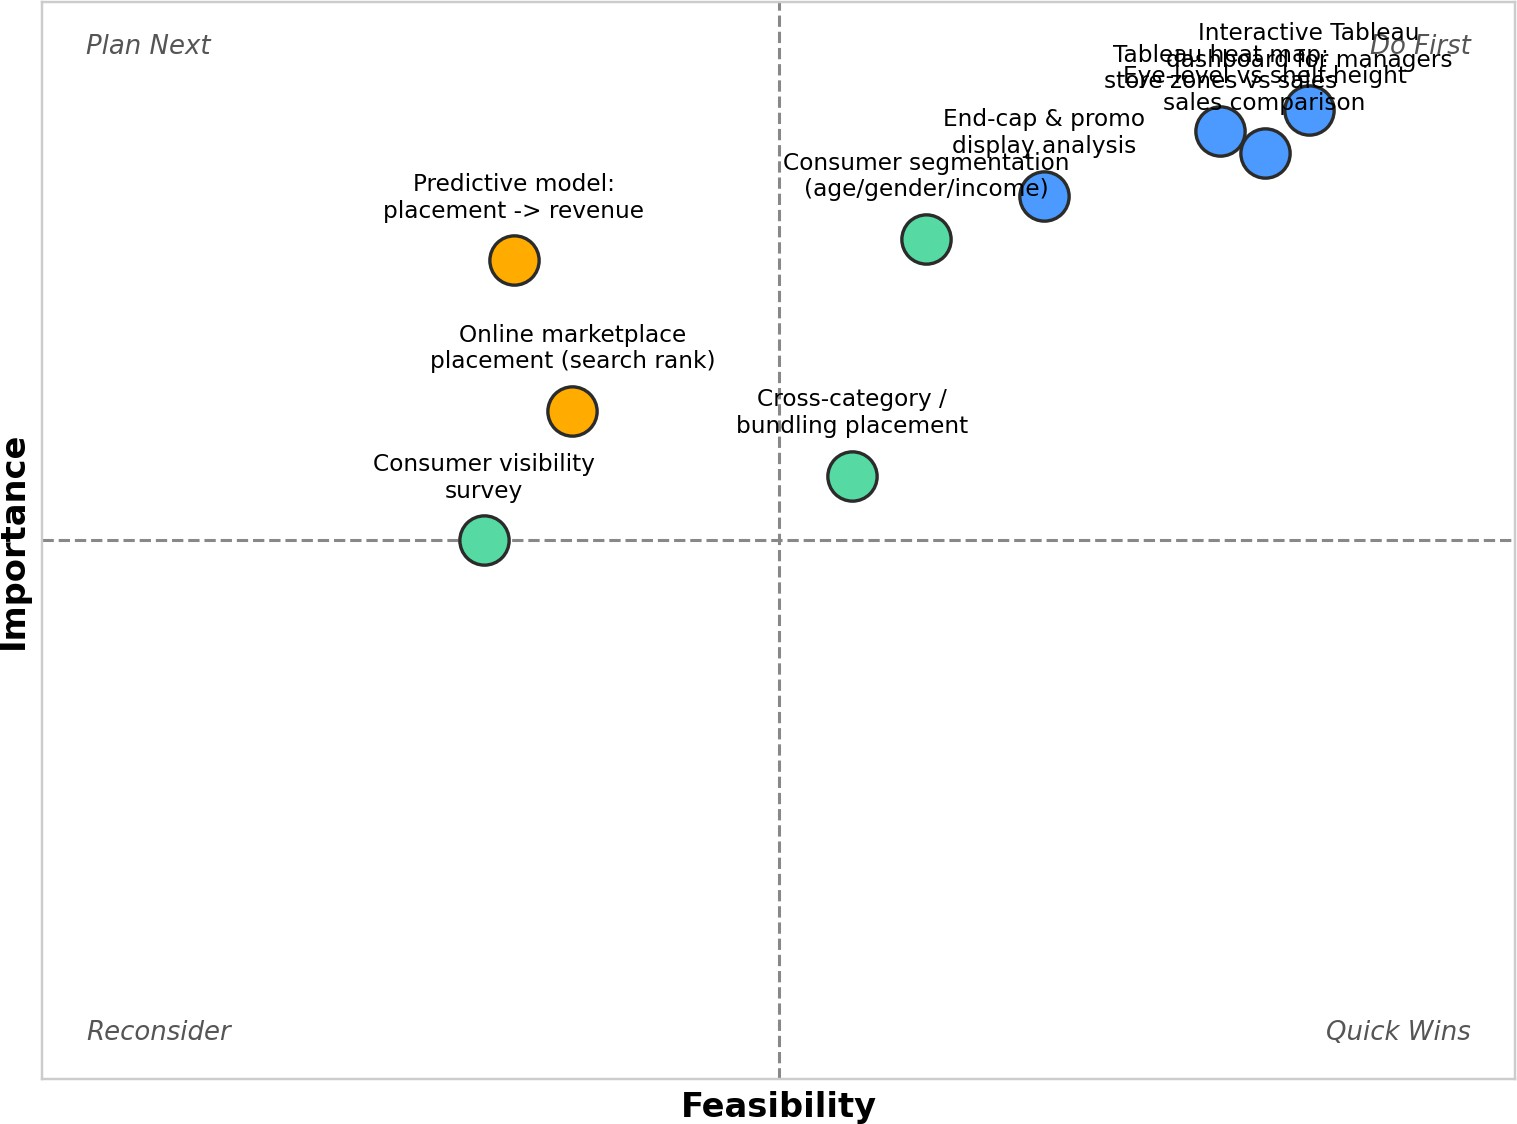 Plan Next
Do First
Interactive Tableau
dashboard for managers
Tableau heat map:
store zones vs sales
Eye-level vs shelf-height
sales comparison
End-cap & promo
display analysis
Consumer segmentation
(age/gender/income)
Predictive model:
placement -> revenue
Online marketplace
placement (search rank)
Cross-category /
bundling placement
Consumer visibility
survey
Importance
Reconsider
Quick Wins
Feasibility